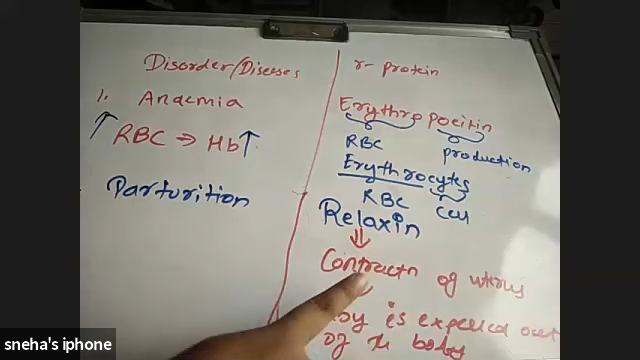 Disorder/Diseases
1. Anaemia
↑ RBC ⇒ Hb↑
Parturition
r- protein
Erythropoeitin
RBC production
Erythrocytes
RBC Cell
Relaxin
⇓
Contractn of uterus
is expelled out
of the body
sneha's iphone